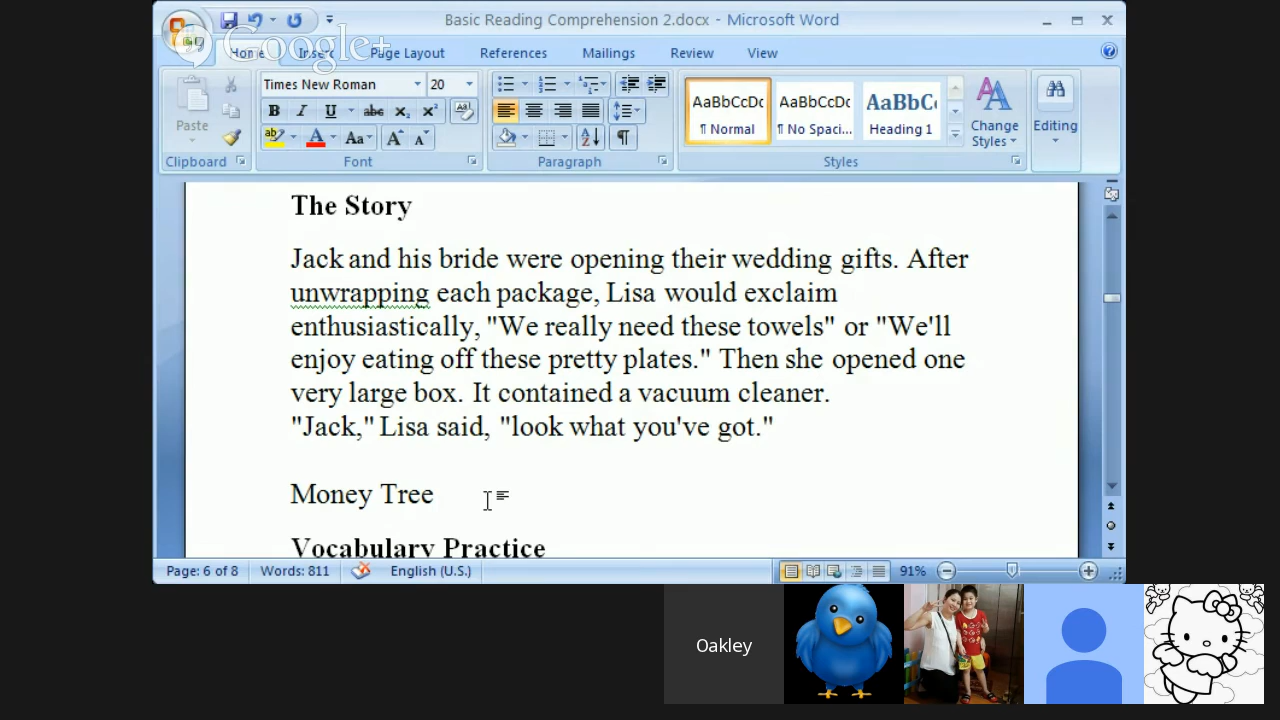 Basic Reading Comprehension 2.docx - Microsoft Word
Google+
Home Insert Page Layout References Mailings Review View
Times New Roman 20
AaBbCcDc AaBbCcDc AaBbC
Paste
¶ Normal ¶ No Spaci... Heading 1
Change Styles
Editing
Clipboard Font Paragraph Styles
The Story
Jack and his bride were opening their wedding gifts. After
unwrapping each package, Lisa would exclaim
enthusiastically, "We really need these towels" or "We'll
enjoy eating off these pretty plates." Then she opened one
very large box. It contained a vacuum cleaner.
"Jack," Lisa said, "look what you've got."
Money Tree
Vocabulary Practice
Page: 6 of 8 Words: 811 English (U.S.) 91%
Oakley